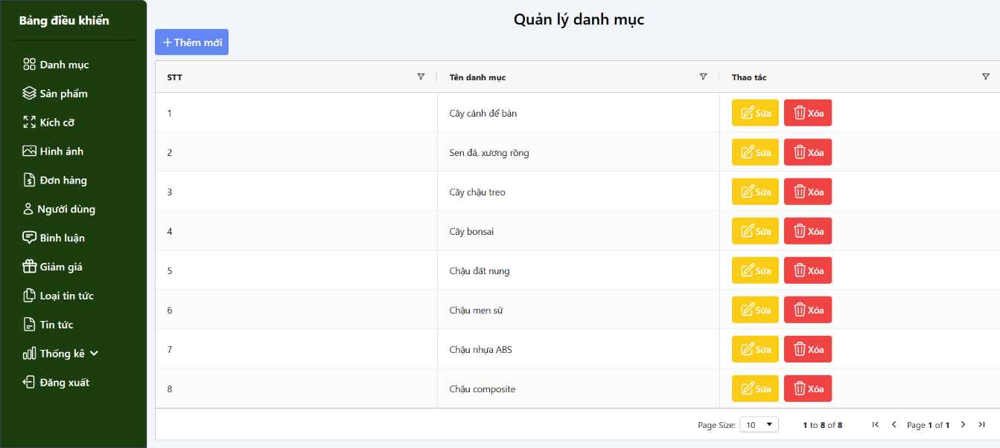 Bảng điều khiển
Danh mục
Sản phẩm
Kích cỡ
Hình ảnh
Đơn hàng
Người dùng
Bình luận
Giảm giá
Loại tin tức
Tin tức
Thống kê
Đăng xuất
Quản lý danh mục
Thêm mới
STT Tên danh mục Thao tác
1 Cây cảnh để bàn Sửa Xóa
2 Sen đá, xương rồng Sửa Xóa
3 Cây chậu treo Sửa Xóa
4 Cây bonsai Sửa Xóa
5 Chậu đất nung Sửa Xóa
6 Chậu men sứ Sửa Xóa
7 Chậu nhựa ABS Sửa Xóa
8 Chậu composite Sửa Xóa
Page Size: 10 1 to 8 of 8 Page 1 of 1